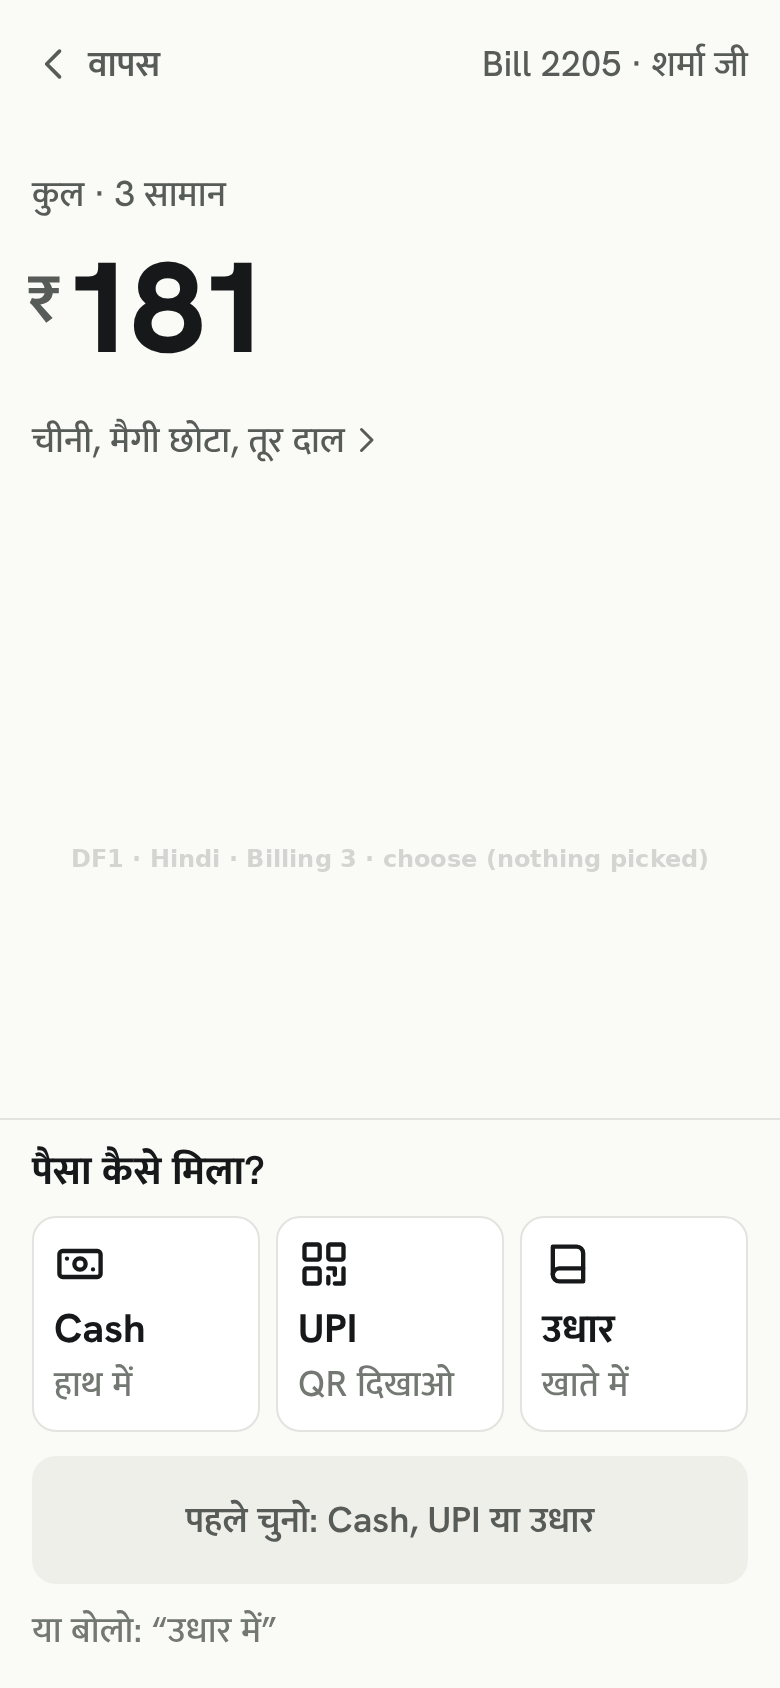 वापस
Bill 2205 · शर्मा जी
कुल · 3 सामान
₹181
चीनी, मैगी छोटा, तूर दाल >
DF1 · Hindi · Billing 3 · choose (nothing picked)
पैसा कैसे मिला?
Cash
हाथ में
UPI
QR दिखाओ
उधार
खाते में
पहले चुनो: Cash, UPI या उधार
या बोलो: “उधार में”